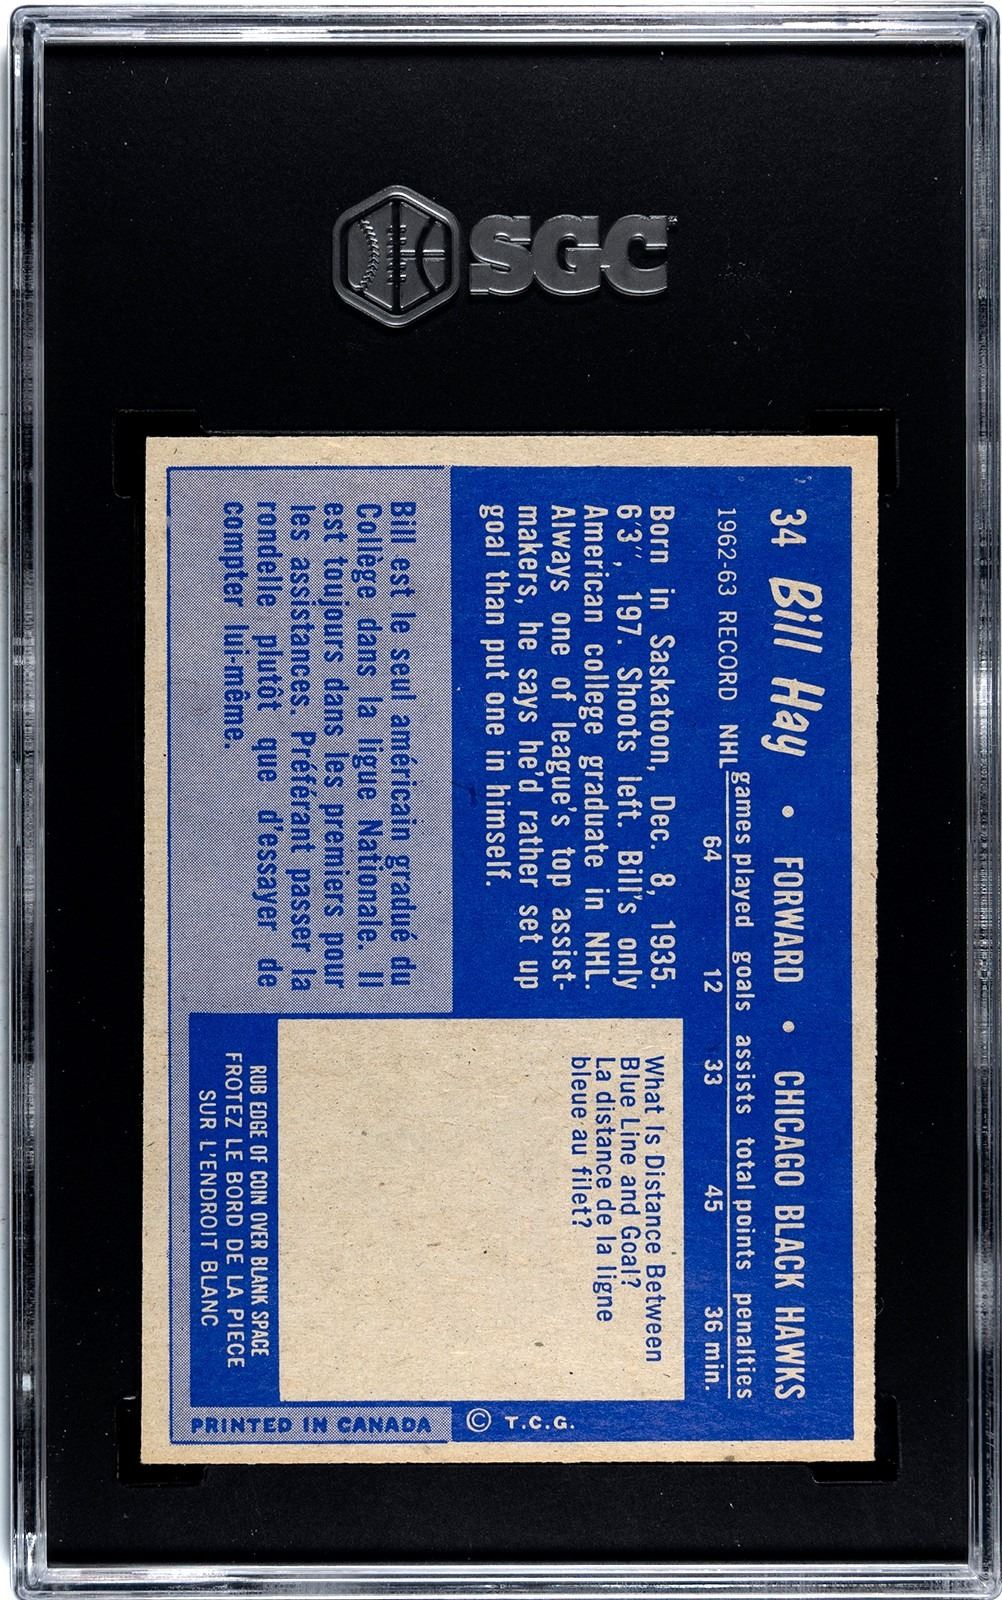 SGC
34 Bill Hay • FORWARD • CHICAGO BLACK HAWKS
games played goals assists total points penalties
1962-63 RECORD NHL 64 12 33 45 36 min.
Born in Saskatoon, Dec. 8, 1935.
6'3", 197. Shoots left. Bill's only
American college graduate in NHL.
Always one of league's top assist-
makers, he says he'd rather set up
goal than put one in himself.
Bill est le seul américain gradué du
Collège dans la ligue Nationale. Il
est toujours dans les premiers pour
les assistances. Préférant passer la
rondelle plutôt que d'essayer de
compter lui-même.
What Is Distance Between
Blue Line and Goal?
La distance de la ligne
bleue au filet?
RUB EDGE OF COIN OVER BLANK SPACE
FROTEZ LE BORD DE LA PIECE
SUR L'ENDROIT BLANC
© T.C.G.
PRINTED IN CANADA